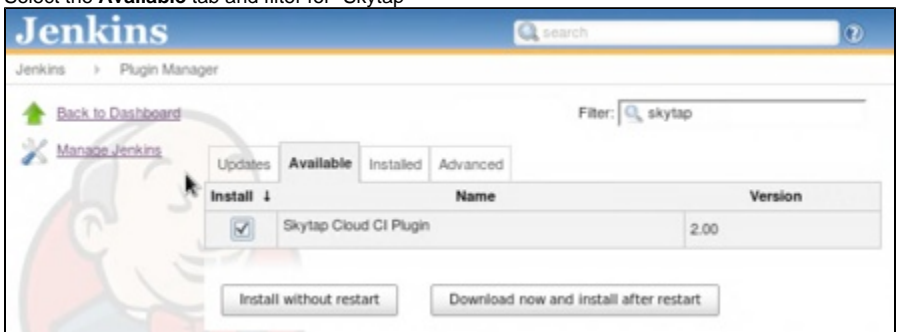 Select the Available tab and filter for "Skytap"
Jenkins
search
Jenkins
Plugin Manager
Back to Dashboard
Filter: skytap
Manage Jenkins
Updates Available Installed Advanced
Install ↓ Name Version
Skytap Cloud CI Plugin 2.00
Install without restart Download now and install after restart